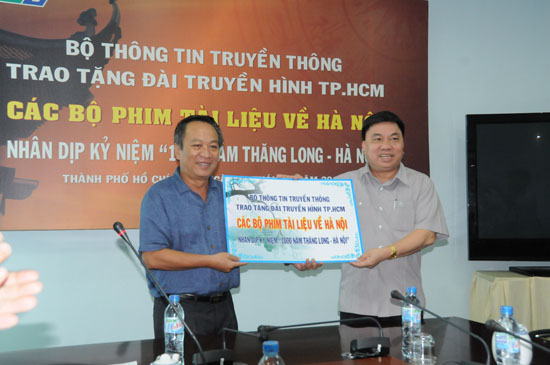 BỘ THÔNG TIN TRUYỀN THÔNG
TRAO TẶNG ĐÀI TRUYỀN HÌNH TP.HCM
CÁC BỘ PHIM TÀI LIỆU VỀ HÀ NỘI
NHÂN DỊP KỶ NIỆM THĂNG LONG - HÀ
THÀNH PHỐ HỒ
BỘ THÔNG TIN TRUYỀN THÔNG
TRAO TẶNG ĐÀI TRUYỀN HÌNH TP.HCM
CÁC BỘ PHIM TÀI LIỆU VỀ HÀ NỘI
NHÂN DỊP KỶ NIỆM "1000 NĂM THĂNG LONG - HÀ NỘI"